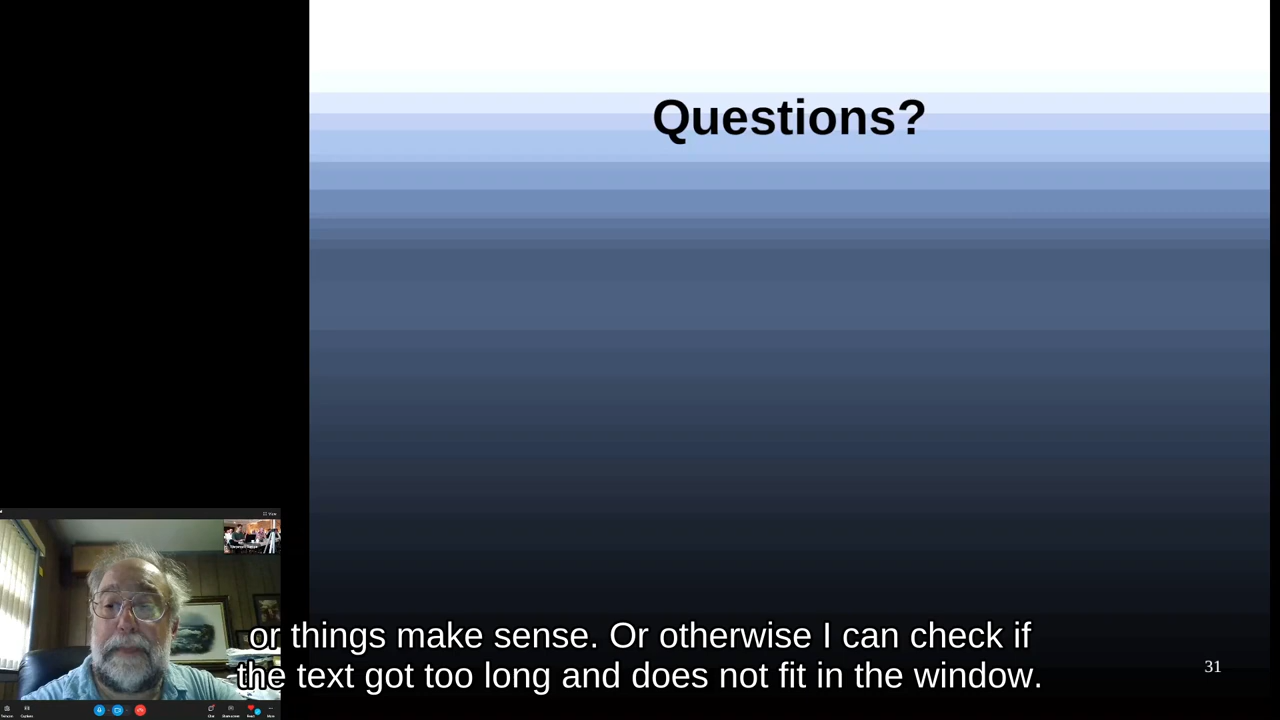 Questions?
View
or things make sense. Or otherwise I can check if
the text got too long and does not fit in the window.
31